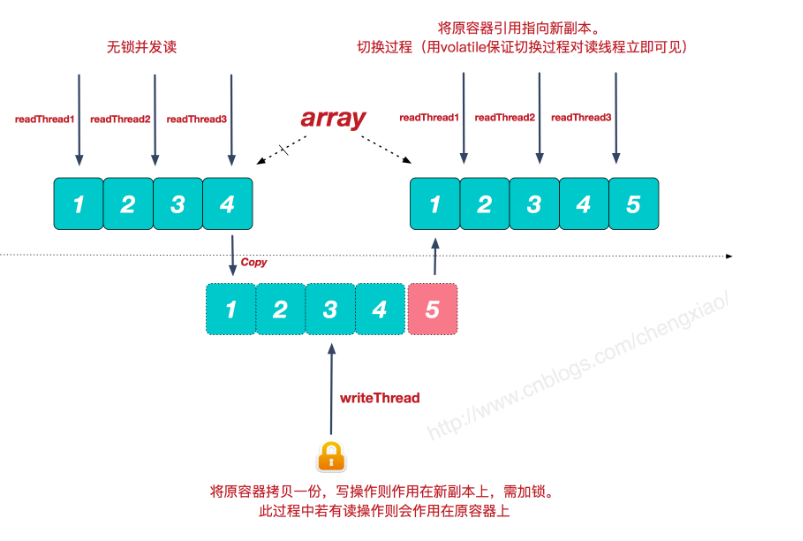 无锁并发读
将原容器引用指向新副本。
切换过程（用volatile保证切换过程对读线程立即可见）
readThread1 readThread2 readThread3
array
readThread1 readThread2 readThread3
1 2 3 4
1 2 3 4 5
Copy
1 2 3 4 5
writeThread
将原容器拷贝一份，写操作则作用在新副本上，需加锁。
此过程中若有读操作则会作用在原容器上
http://www.cnblogs.com/chengxiao/